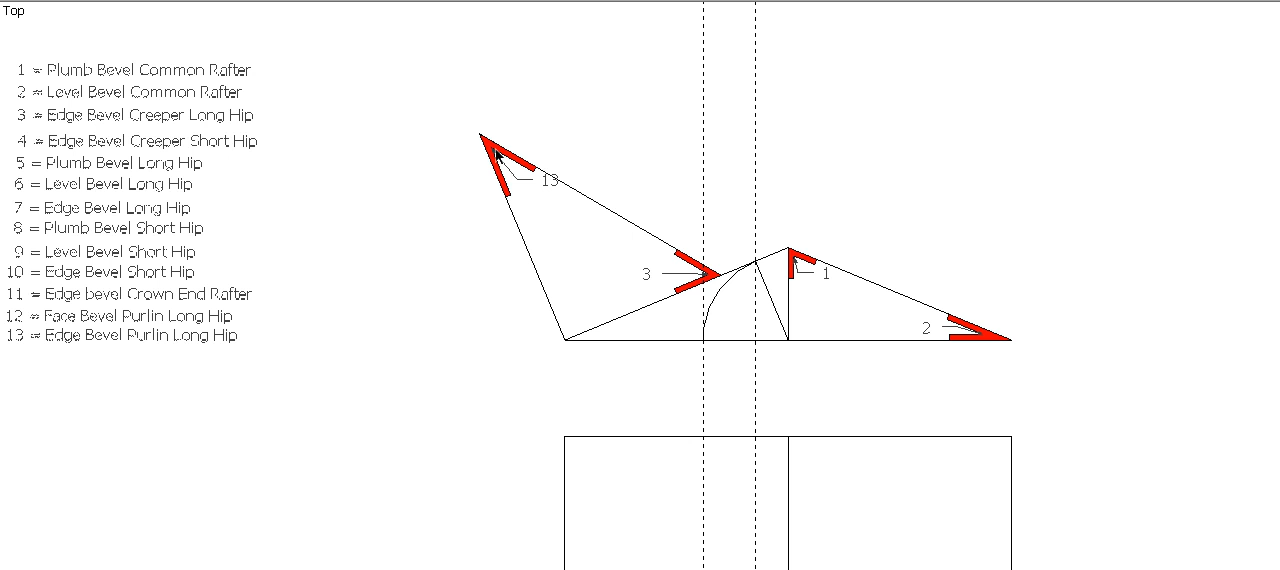 Top
1 = Plumb Bevel Common Rafter
2 = Level Bevel Common Rafter
3 = Edge Bevel Creeper Long Hip
4 = Edge Bevel Creeper Short Hip
5 = Plumb Bevel Long Hip
6 = Level Bevel Long Hip
7 = Edge Bevel Long Hip
8 = Plumb Bevel Short Hip
9 = Level Bevel Short Hip
10 = Edge Bevel Short Hip
11 = Edge bevel Crown End Rafter
12 = Face Bevel Purlin Long Hip
13 = Edge Bevel Purlin Long Hip
13
3
1
2